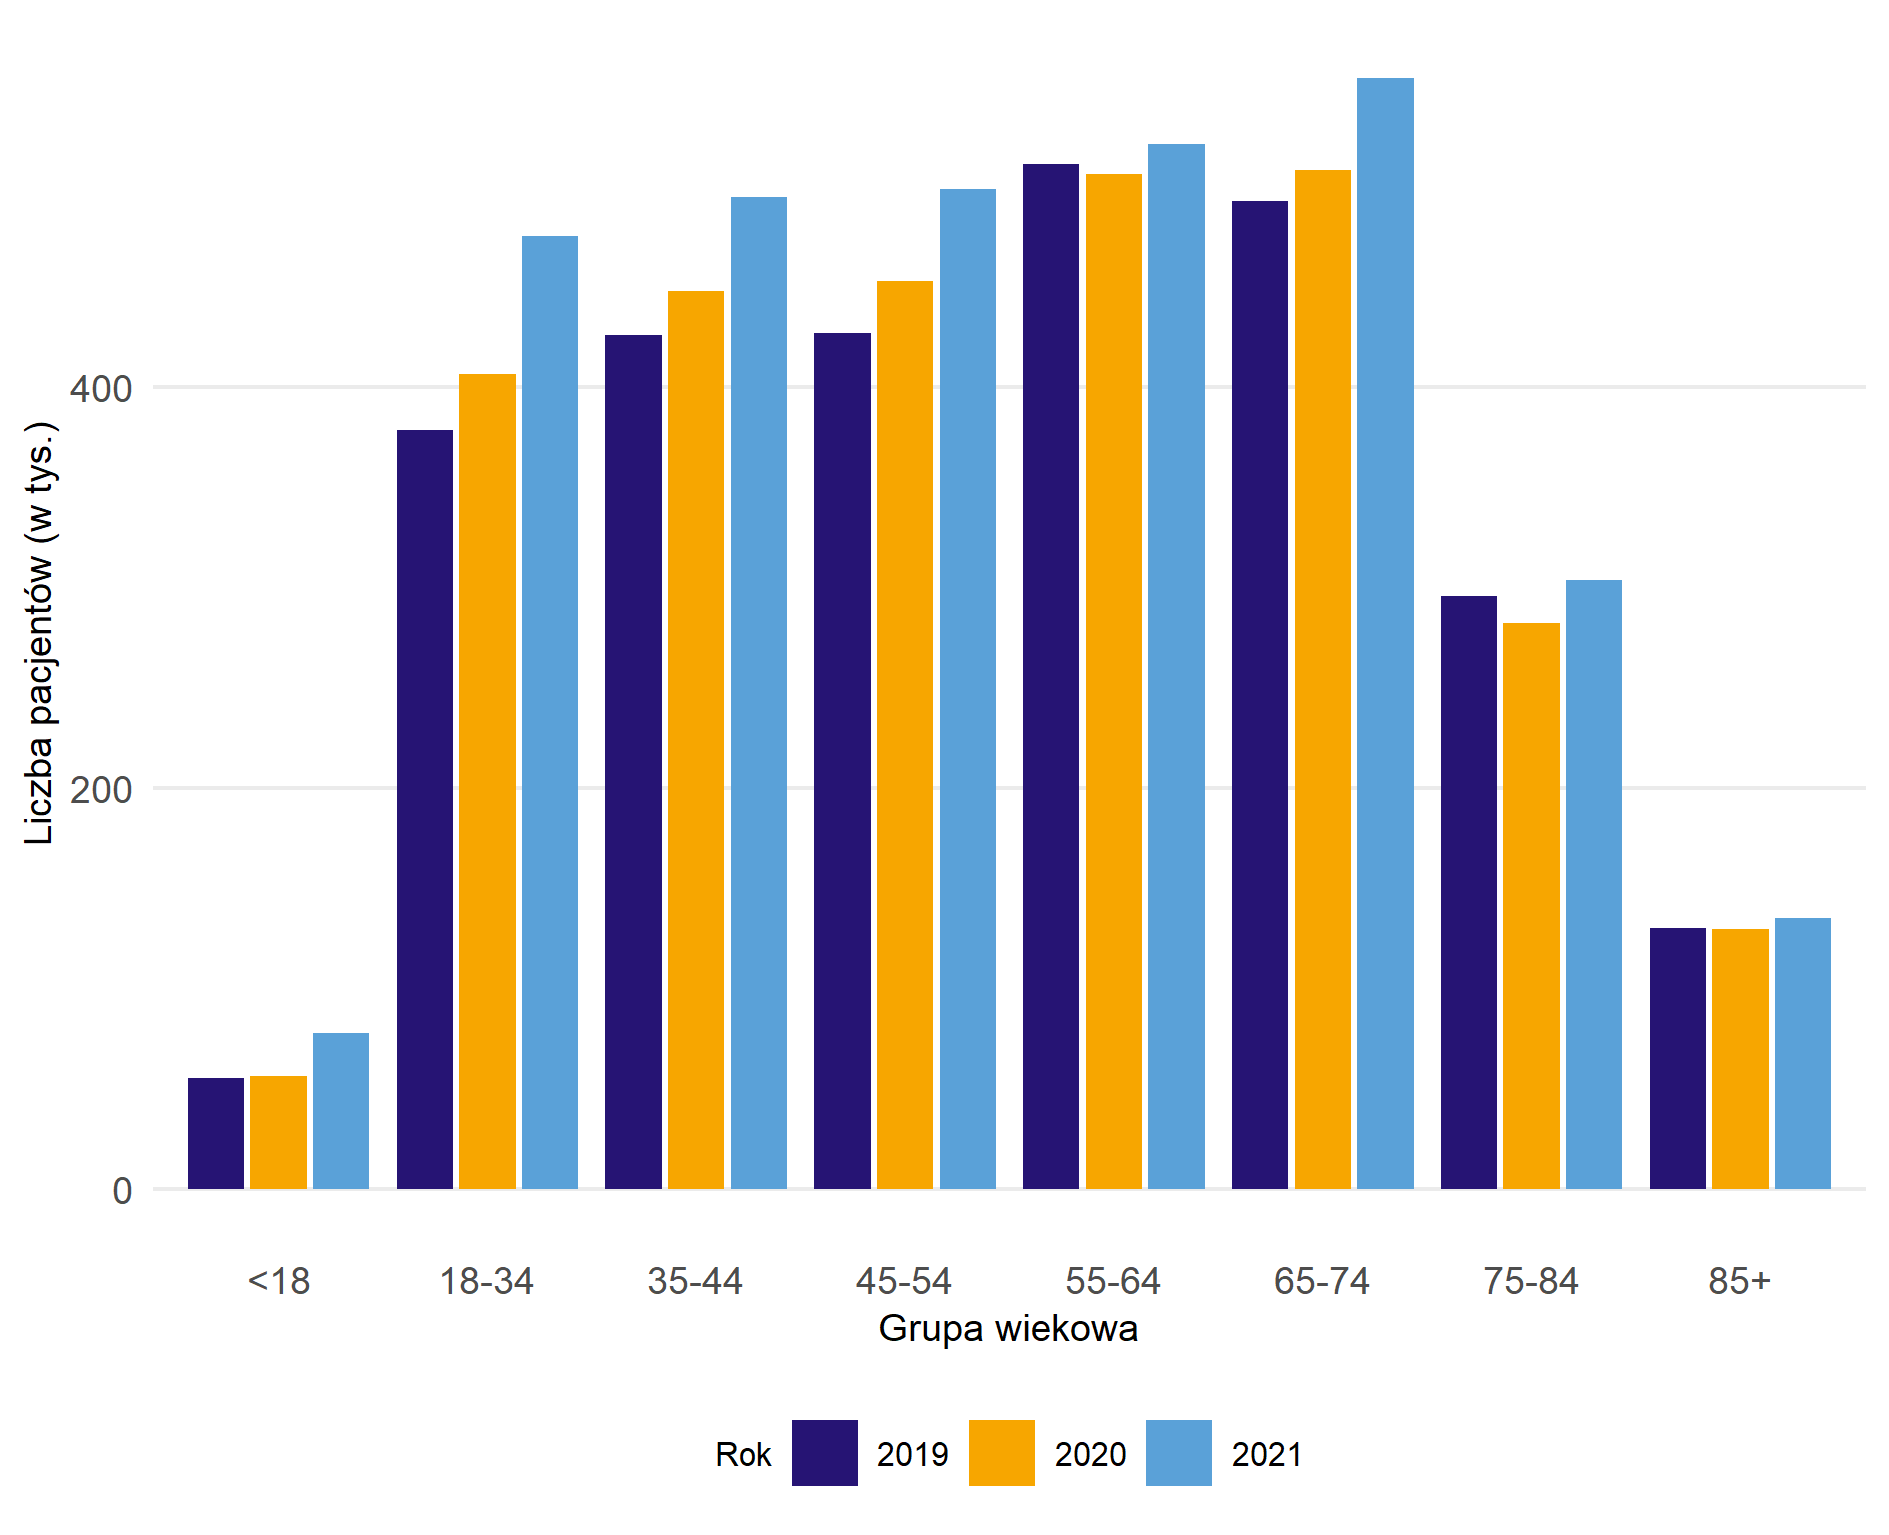 Liczba pacjentów (w tys.)
400
200
0
<18 18-34 35-44 45-54 55-64 65-74 75-84 85+
Grupa wiekowa
Rok 2019 2020 2021